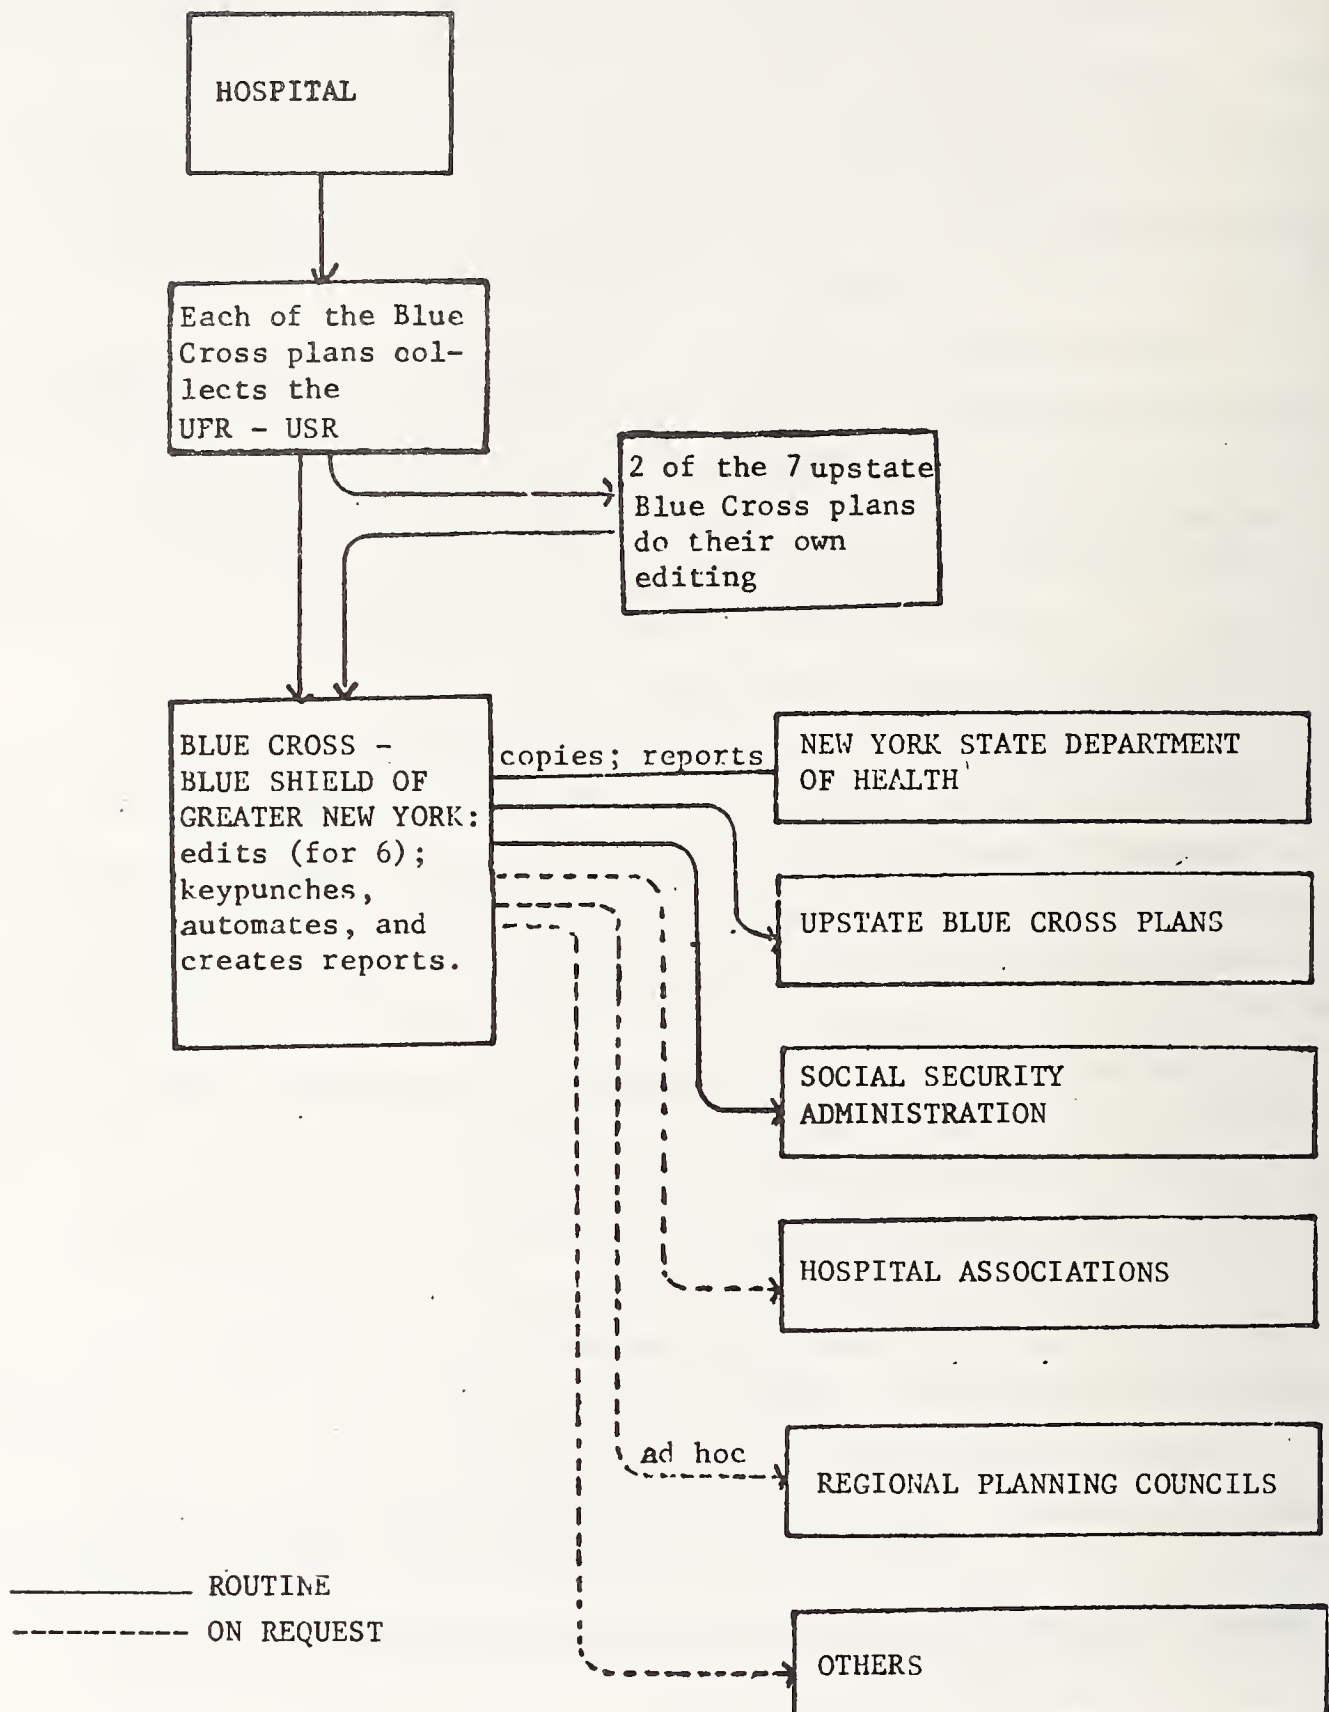 HOSPITAL
Each of the Blue
Cross plans col-
lects the
UFR - USR
2 of the 7 upstate
Blue Cross plans
do their own
editing
BLUE CROSS -
BLUE SHIELD OF
GREATER NEW YORK:
edits (for 6);
keypunches,
automates, and
creates reports.
copies; reports
NEW YORK STATE DEPARTMENT
OF HEALTH
UPSTATE BLUE CROSS PLANS
SOCIAL SECURITY
ADMINISTRATION
HOSPITAL ASSOCIATIONS
ad hoc
REGIONAL PLANNING COUNCILS
OTHERS
ROUTINE
ON REQUEST